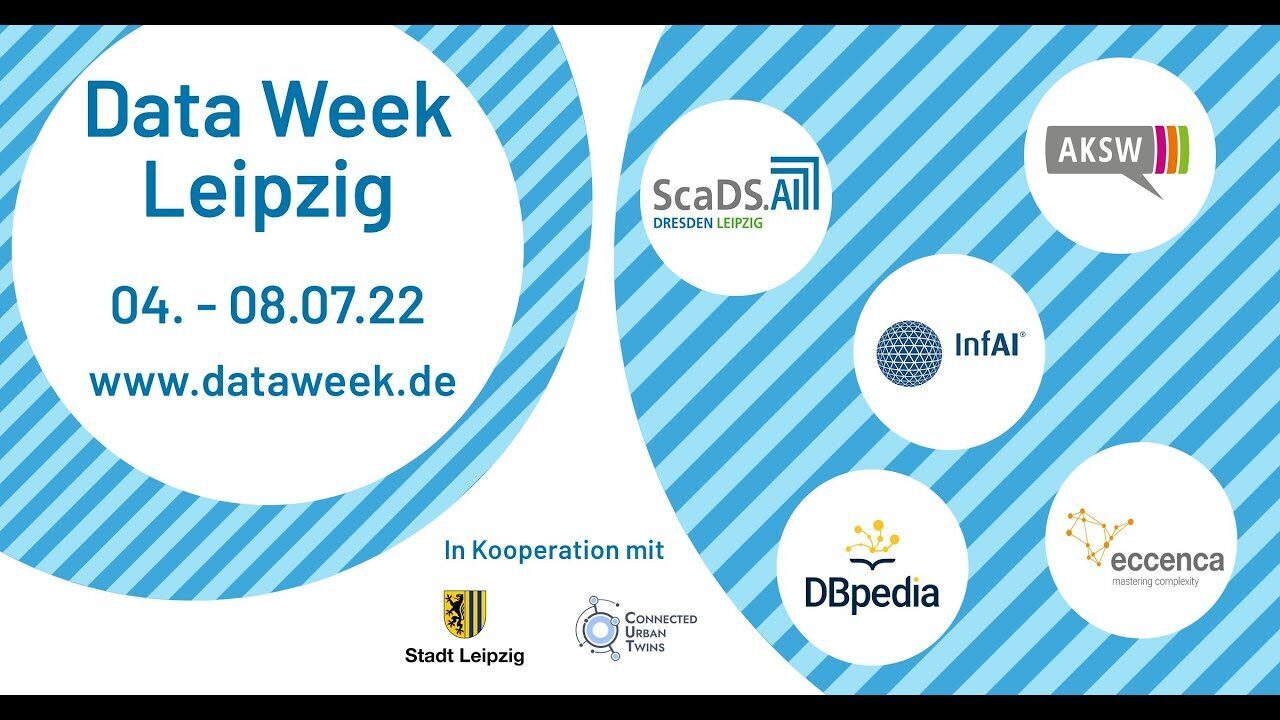 Data Week
Leipzig
04. - 08.07.22
www.dataweek.de
In Kooperation mit
Stadt Leipzig
CONNECTED
URBAN
TWINS
ScaDS.AI
DRESDEN LEIPZIG
AKSW
InfAI®
DBpedia
eccenca
mastering complexity